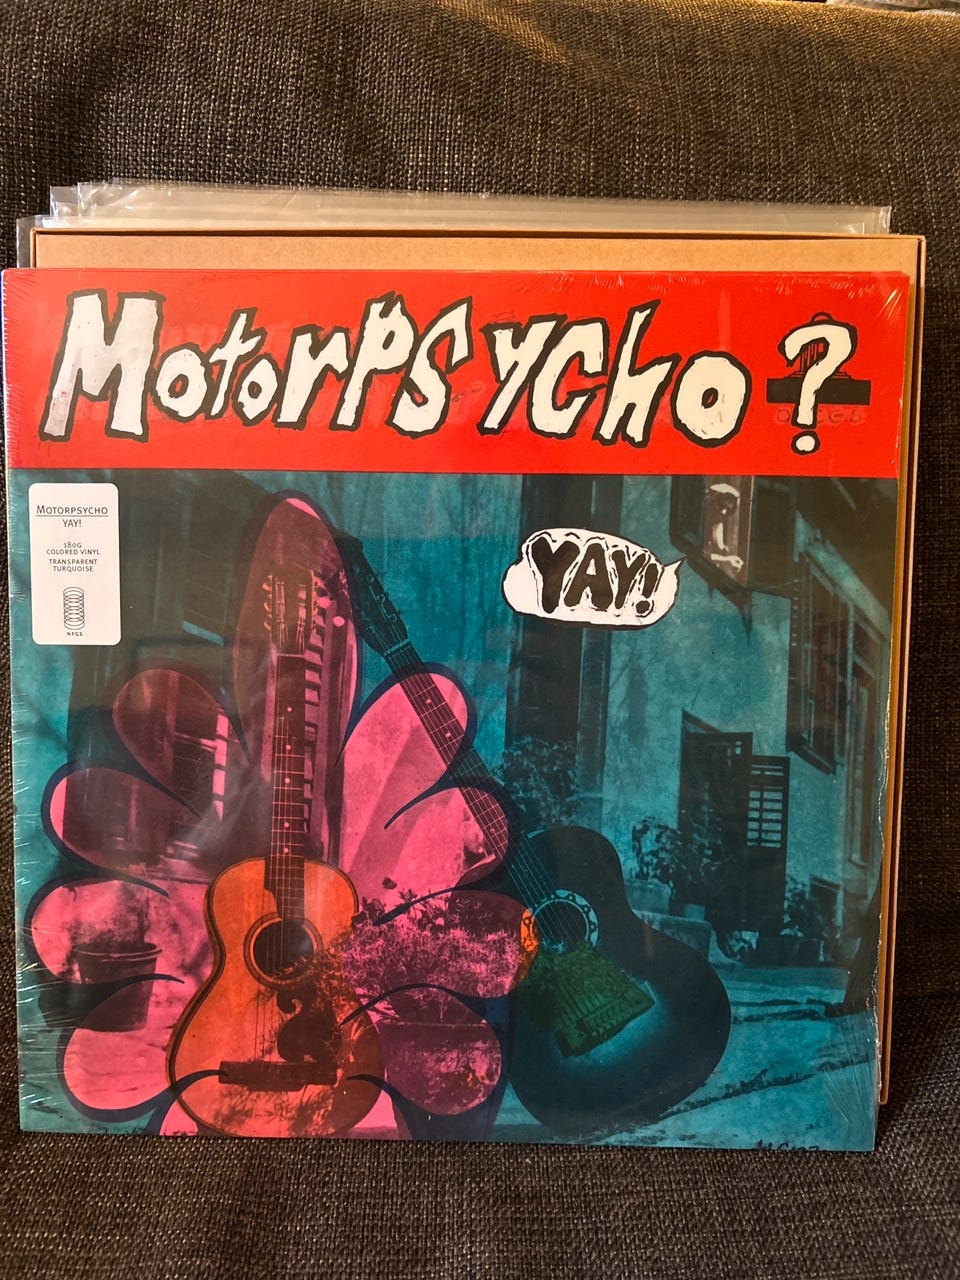 Motorpsycho?
YAY!
MOTORPSYCHO
YAY!
180G
COLORED VINYL
TRANSPARENT
TURQUOISE
NFGS